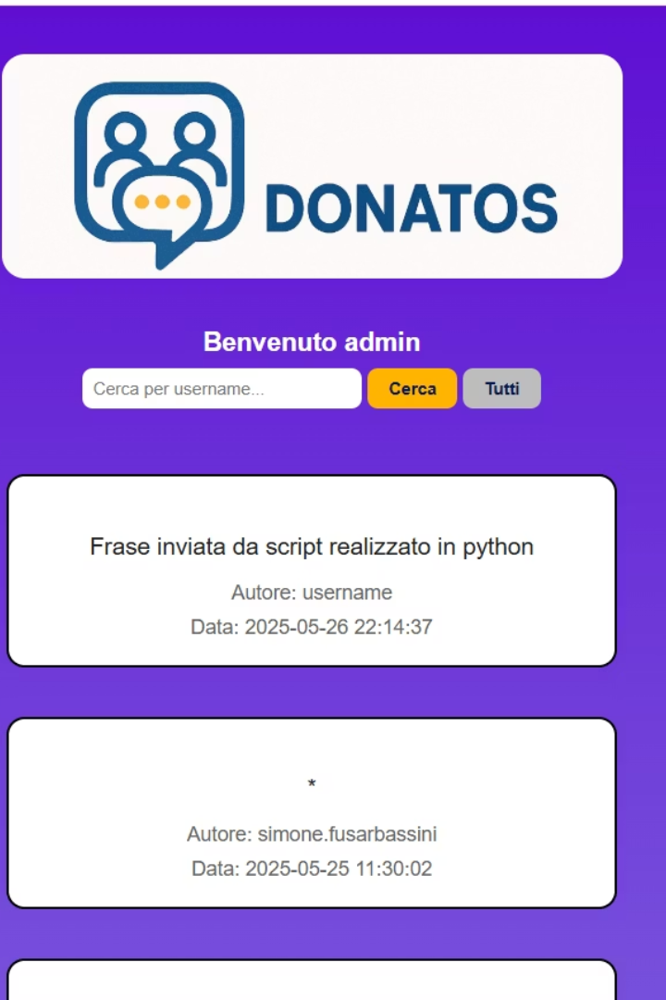 DONATOS
Benvenuto admin
Cerca per username... Cerca Tutti
Frase inviata da script realizzato in python
Autore: username
Data: 2025-05-26 22:14:37
*
Autore: simone.fusarbassini
Data: 2025-05-25 11:30:02